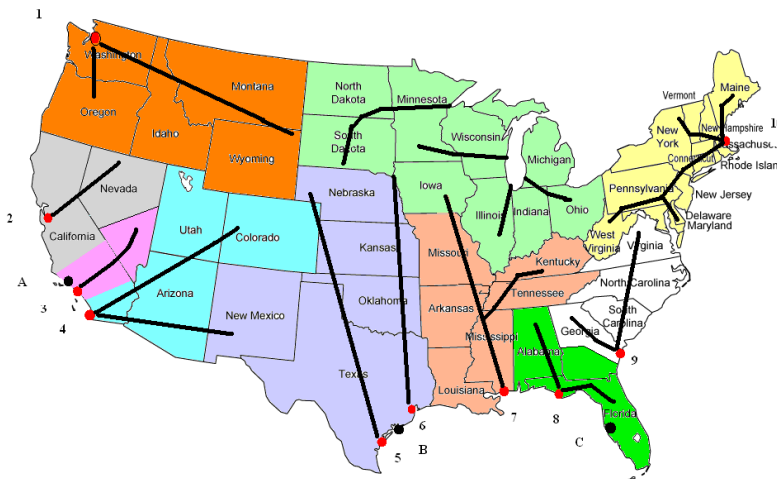 1
Washington
Montana
North
Dakota
Minnesota
Oregon
Idaho
South
Dakota
Wisconsin
Michigan
Vermont
Maine
New
York
New Hampshire
Connecticut
Rhode Islan
Wyoming
Nevada
Nebraska
Iowa
Illinois
Indiana
Ohio
Pennsylvania
New Jersey
Delaware
Maryland
West
Virginia
Virginia
2
California
Utah
Colorado
Kansas
Missouri
Kentucky
A
3
4
Arizona
New Mexico
Oklahoma
Arkansas
Tennessee
North Carolina
South
Carolina
Georgia
Mississippi
Alabama
Texas
Louisiana
9
Florida
6
7
8
C
5
B